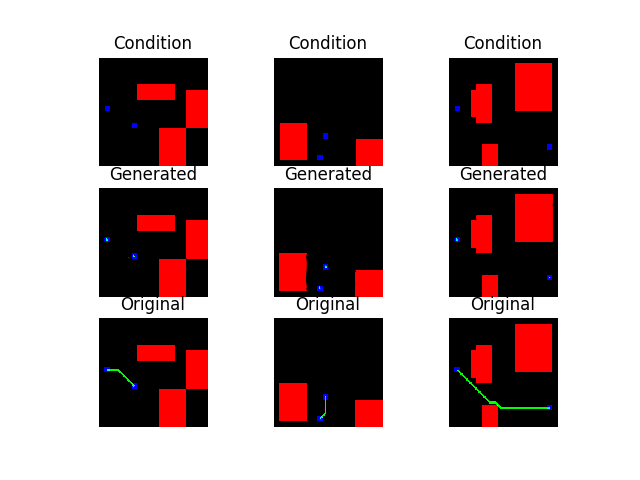 Condition Condition Condition
Generated Generated Generated
Original Original Original